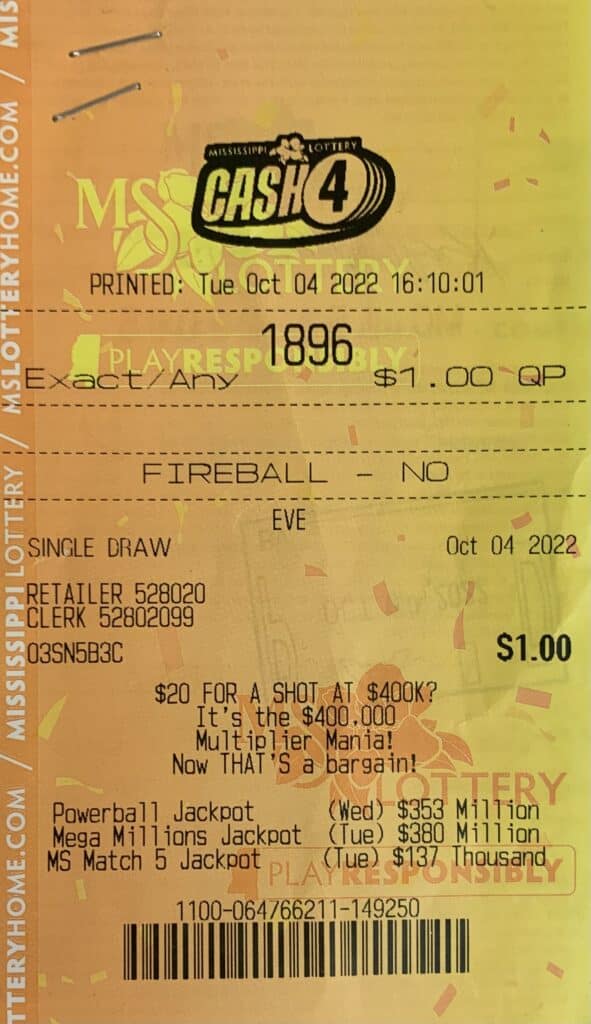 MISSISSIPPI LOTTERY
CASH 4
MS LOTTERY
PRINTED: Tue Oct 04 2022 16:10:01
1896
PLAY RESPONSIBLY
Exact/Any $1.00 QP
FIREBALL - NO
EVE
SINGLE DRAW Oct 04 2022
RETAILER 528020
CLERK 52802099
03SN5B3C $1.00
$20 FOR A SHOT AT $400K?
It's the $400,000
Multiplier Mania!
Now THAT'S a bargain!
MS LOTTERY
Powerball Jackpot (Wed) $353 Million
Mega Millions Jackpot (Tue) $380 Million
MS Match 5 Jackpot (Tue) $137 Thousand
PLAY RESPONSIBLY
1100-064766211-149250
TTERYHOME.COM / MISSISSIPPI LOTTERY / MSLOTTERYHOME.COM / MIS